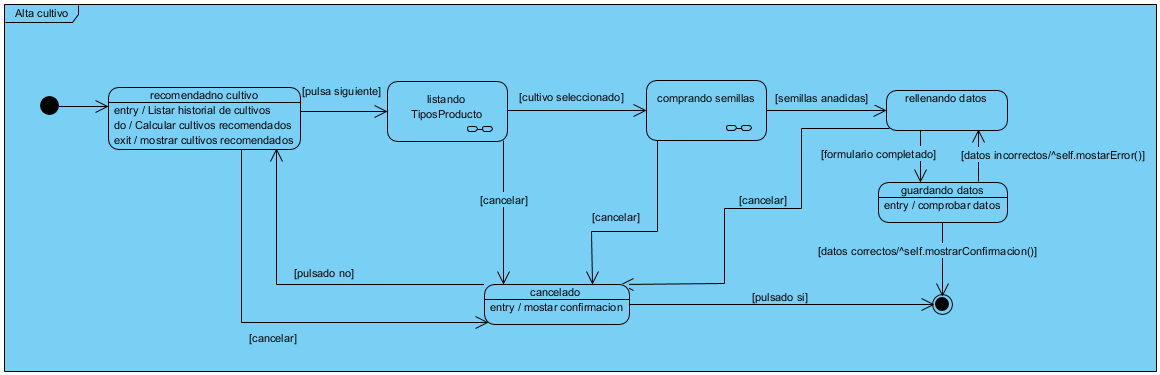 Alta cultivo
recomendadno cultivo
entry / Listar historial de cultivos
do / Calcular cultivos recomendados
exit / mostrar cultivos recomendados
[pulsa siguiente]
listando
TiposProducto
[cultivo seleccionado]
comprando semillas
[semillas anadidas]
rellenando datos
[formulario completado]
[datos incorrectos/^self.mostarError()]
guardando datos
entry / comprobar datos
[cancelar]
[cancelar]
[cancelar]
[datos correctos/^self.mostrarConfirmacion()]
[pulsado no]
cancelado
entry / mostar confirmacion
[pulsado si]
[cancelar]